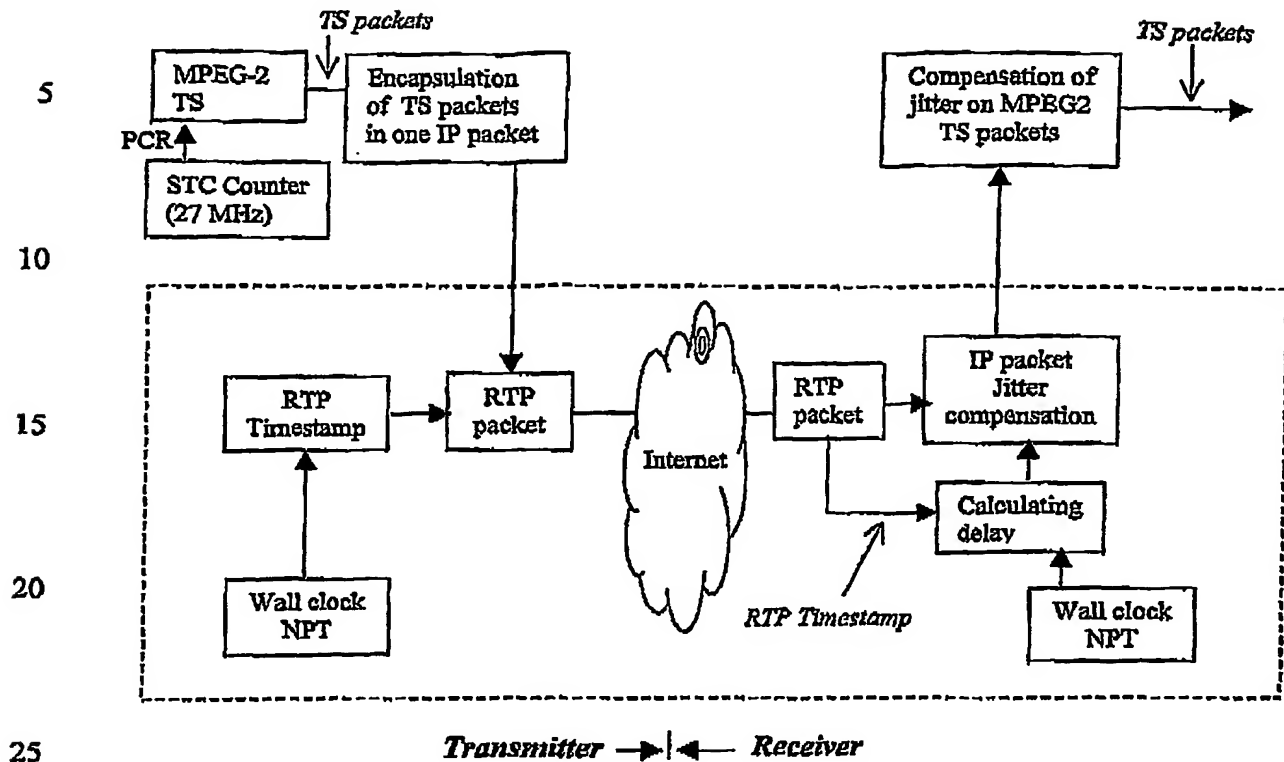 TS packets
TS packets
5
MPEG-2
TS
Encapsulation
of TS packets
in one IP packet
Compensation of
jitter on MPEG2
TS packets
PCR
STC Counter
(27 MHz)
10
15
RTP
Timestamp
RTP
packet
Internet
RTP
packet
IP packet
Jitter
compensation
Calculating
delay
20
Wall clock
NPT
RTP Timestamp
Wall clock
NPT
25
Transmitter
Receiver